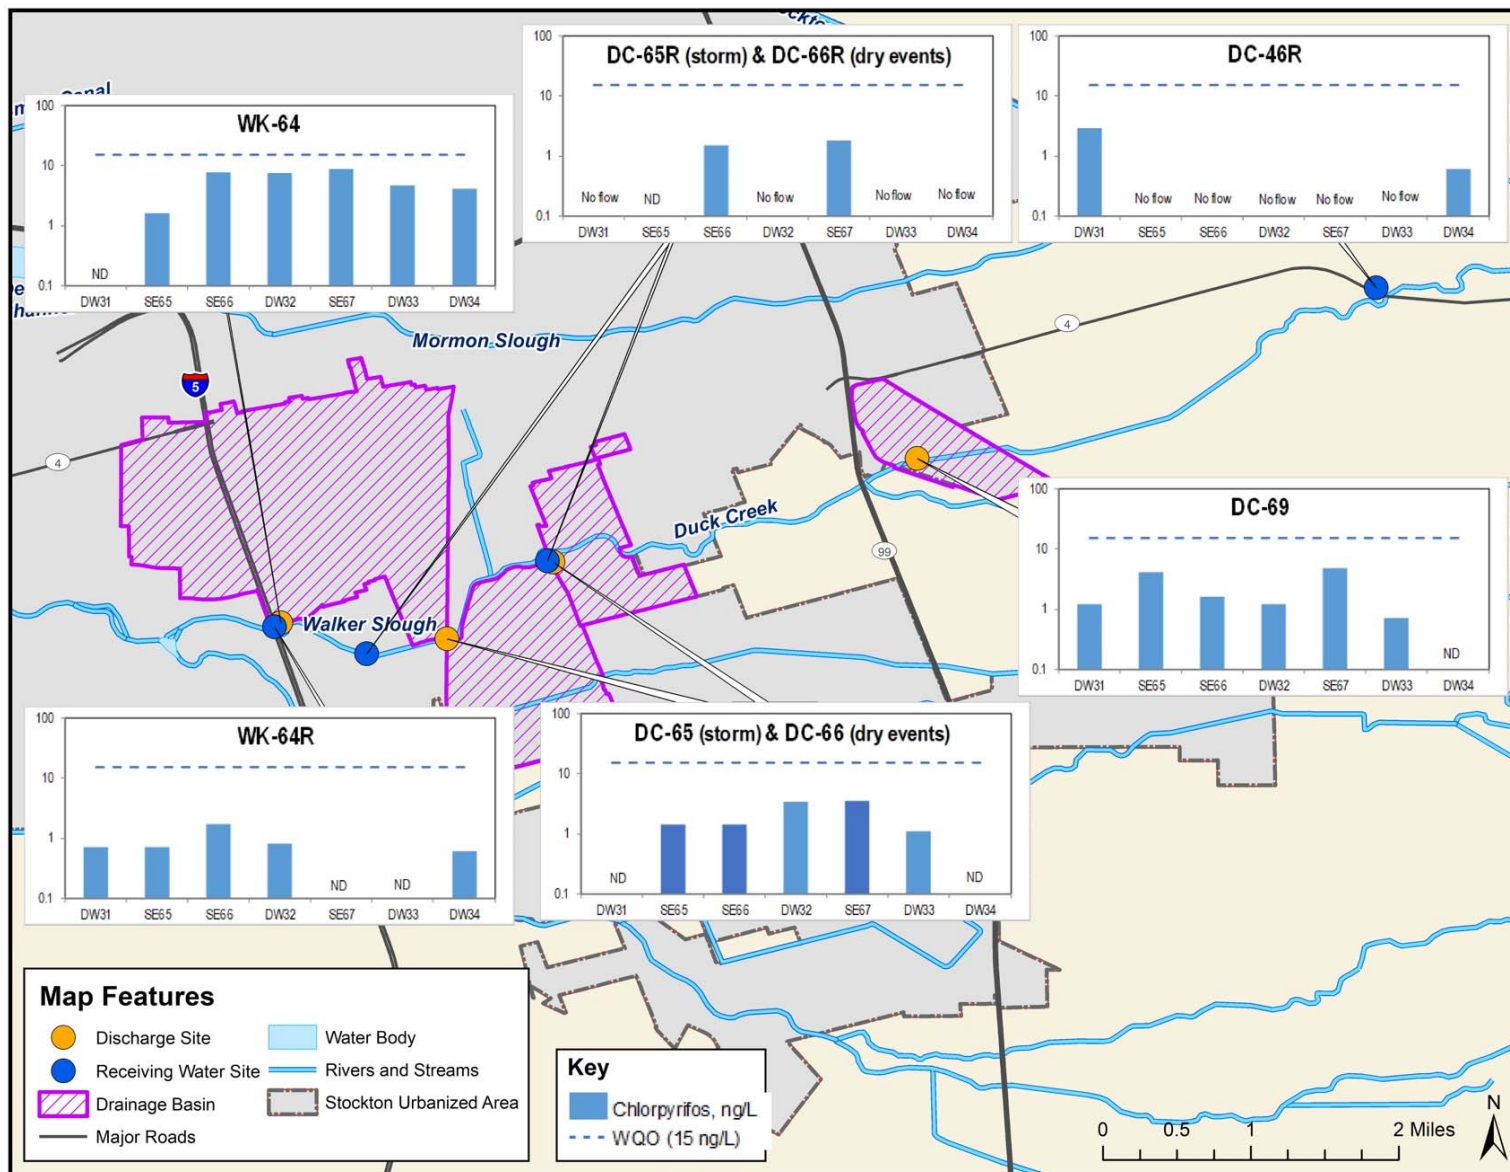 WK-64
100
10
1
0.1
ND
DW31 SE65 SE66 DW32 SE67 DW33 DW34
DC-65R (storm) & DC-66R (dry events)
100
10
1
0.1
No flow ND No flow No flow No flow
DW31 SE65 SE66 DW32 SE67 DW33 DW34
DC-46R
100
10
1
0.1
No flow No flow No flow No flow No flow
DW31 SE65 SE66 DW32 SE67 DW33 DW34
Mormon Slough
5
4
4
99
Duck Creek
Walker Slough
DC-69
100
10
1
0.1
ND
DW31 SE65 SE66 DW32 SE67 DW33 DW34
WK-64R
100
10
1
0.1
ND ND
DW31 SE65 SE66 DW32 SE67 DW33 DW34
DC-65 (storm) & DC-66 (dry events)
100
10
1
0.1
ND ND
DW31 SE65 SE66 DW32 SE67 DW33 DW34
Map Features
Discharge Site
Receiving Water Site
Drainage Basin
Major Roads
Water Body
Rivers and Streams
Stockton Urbanized Area
Key
Chlorpyrifos, ng/L
WQO (15 ng/L)
0 0.5 1 2 Miles
N